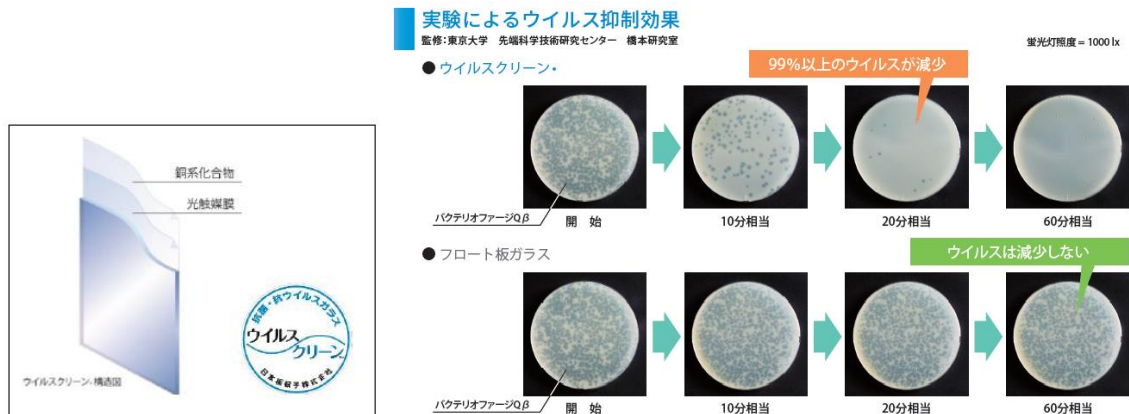 銅系化合物
光触媒膜
抗菌・抗ウイルスガラス
ウイルス
クリーン
日本板硝子株式会社
ウイルスクリーン・構造図
実験によるウイルス抑制効果
監修:東京大学 先端科学技術研究センター 橋本研究室
蛍光灯照度=1000 lx
● ウイルスクリーン・
99%以上のウイルスが減少
バクテリオファージQβ
開 始
10分相当
20分相当
60分相当
● フロート板ガラス
ウイルスは減少しない
バクテリオファージQβ
開 始
10分相当
20分相当
60分相当